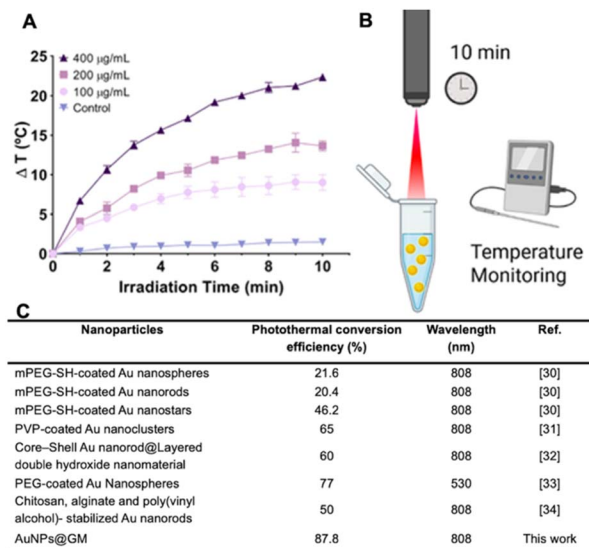 A
25
20
15
10
5
0
Δ T (ºC)
400 µg/mL
200 µg/mL
100 µg/mL
Control
0 2 4 6 8 10
Irradiation Time (min)
B
10 min
Temperature
Monitoring
C
Nanoparticles Photothermal conversion efficiency (%) Wavelength (nm) Ref.
mPEG-SH-coated Au nanospheres 21.6 808 [30]
mPEG-SH-coated Au nanorods 20.4 808 [30]
mPEG-SH-coated Au nanostars 46.2 808 [30]
PVP-coated Au nanoclusters 65 808 [31]
Core–Shell Au nanorod@Layered
double hydroxide nanomaterial 60 808 [32]
PEG-coated Au Nanospheres 77 530 [33]
Chitosan, alginate and poly(vinyl
alcohol)- stabilized Au nanorods 50 808 [34]
AuNPs@GM 87.8 808 This work